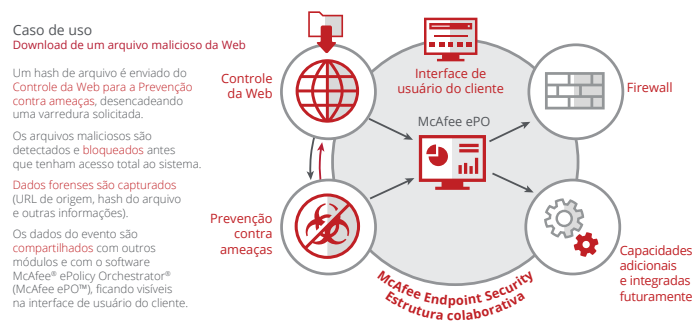 Caso de uso
Download de um arquivo malicioso da Web
Um hash de arquivo é enviado do
Controle da Web para a Prevenção
contra ameaças, desencadeando
uma varredura solicitada.
Os arquivos maliciosos são
detectados e bloqueados antes
que tenham acesso total ao sistema.
Dados forenses são capturados
(URL de origem, hash do arquivo
e outras informações).
Os dados do evento são
compartilhados com outros
módulos e com o software
McAfee® ePolicy Orchestrator®
(McAfee ePO™), ficando visíveis
na interface de usuário do cliente.
Controle
da Web
Interface de
usuário do cliente
Firewall
McAfee ePO
Prevenção
contra
ameaças
Capacidades
adicionais
e integradas
futuramente
McAfee Endpoint Security
Estrutura colaborativa